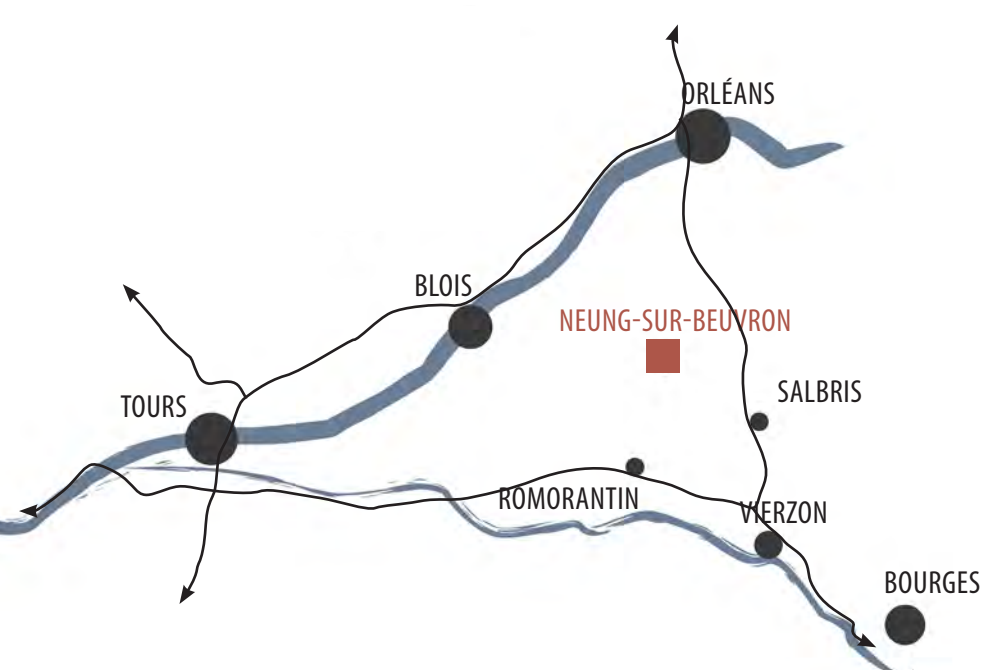 ORLÉANS
BLOIS
NEUNG-SUR-BEUVRON
SALBRIS
TOURS
ROMORANTIN
VIERZON
BOURGES